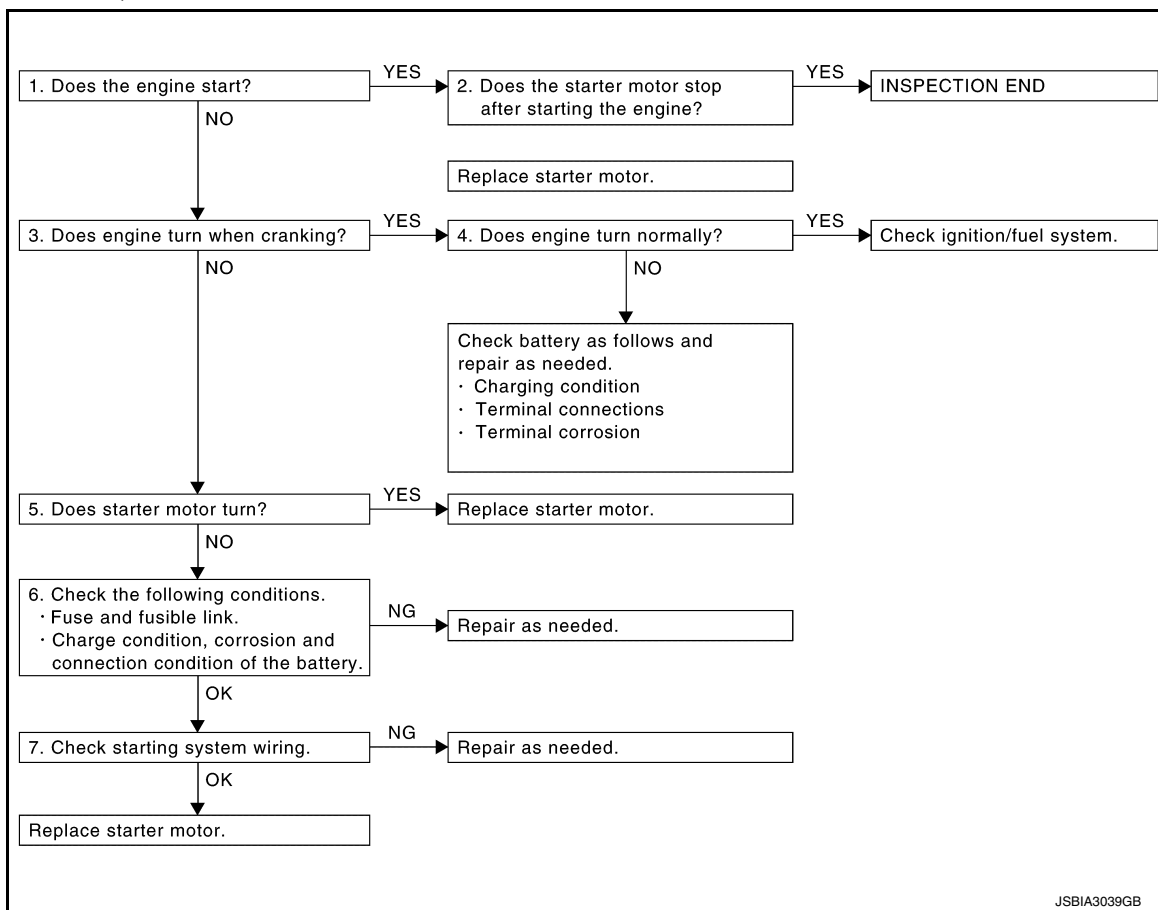 1. Does the engine start?
YES
2. Does the starter motor stop
after starting the engine?
YES
INSPECTION END
NO
Replace starter motor.
3. Does engine turn when cranking?
YES
4. Does engine turn normally?
YES
Check ignition/fuel system.
NO
NO
Check battery as follows and
repair as needed.
· Charging condition
· Terminal connections
· Terminal corrosion
5. Does starter motor turn?
YES
Replace starter motor.
NO
6. Check the following conditions.
· Fuse and fusible link.
· Charge condition, corrosion and
connection condition of the battery.
NG
Repair as needed.
OK
7. Check starting system wiring.
NG
Repair as needed.
OK
Replace starter motor.
JSBIA3039GB